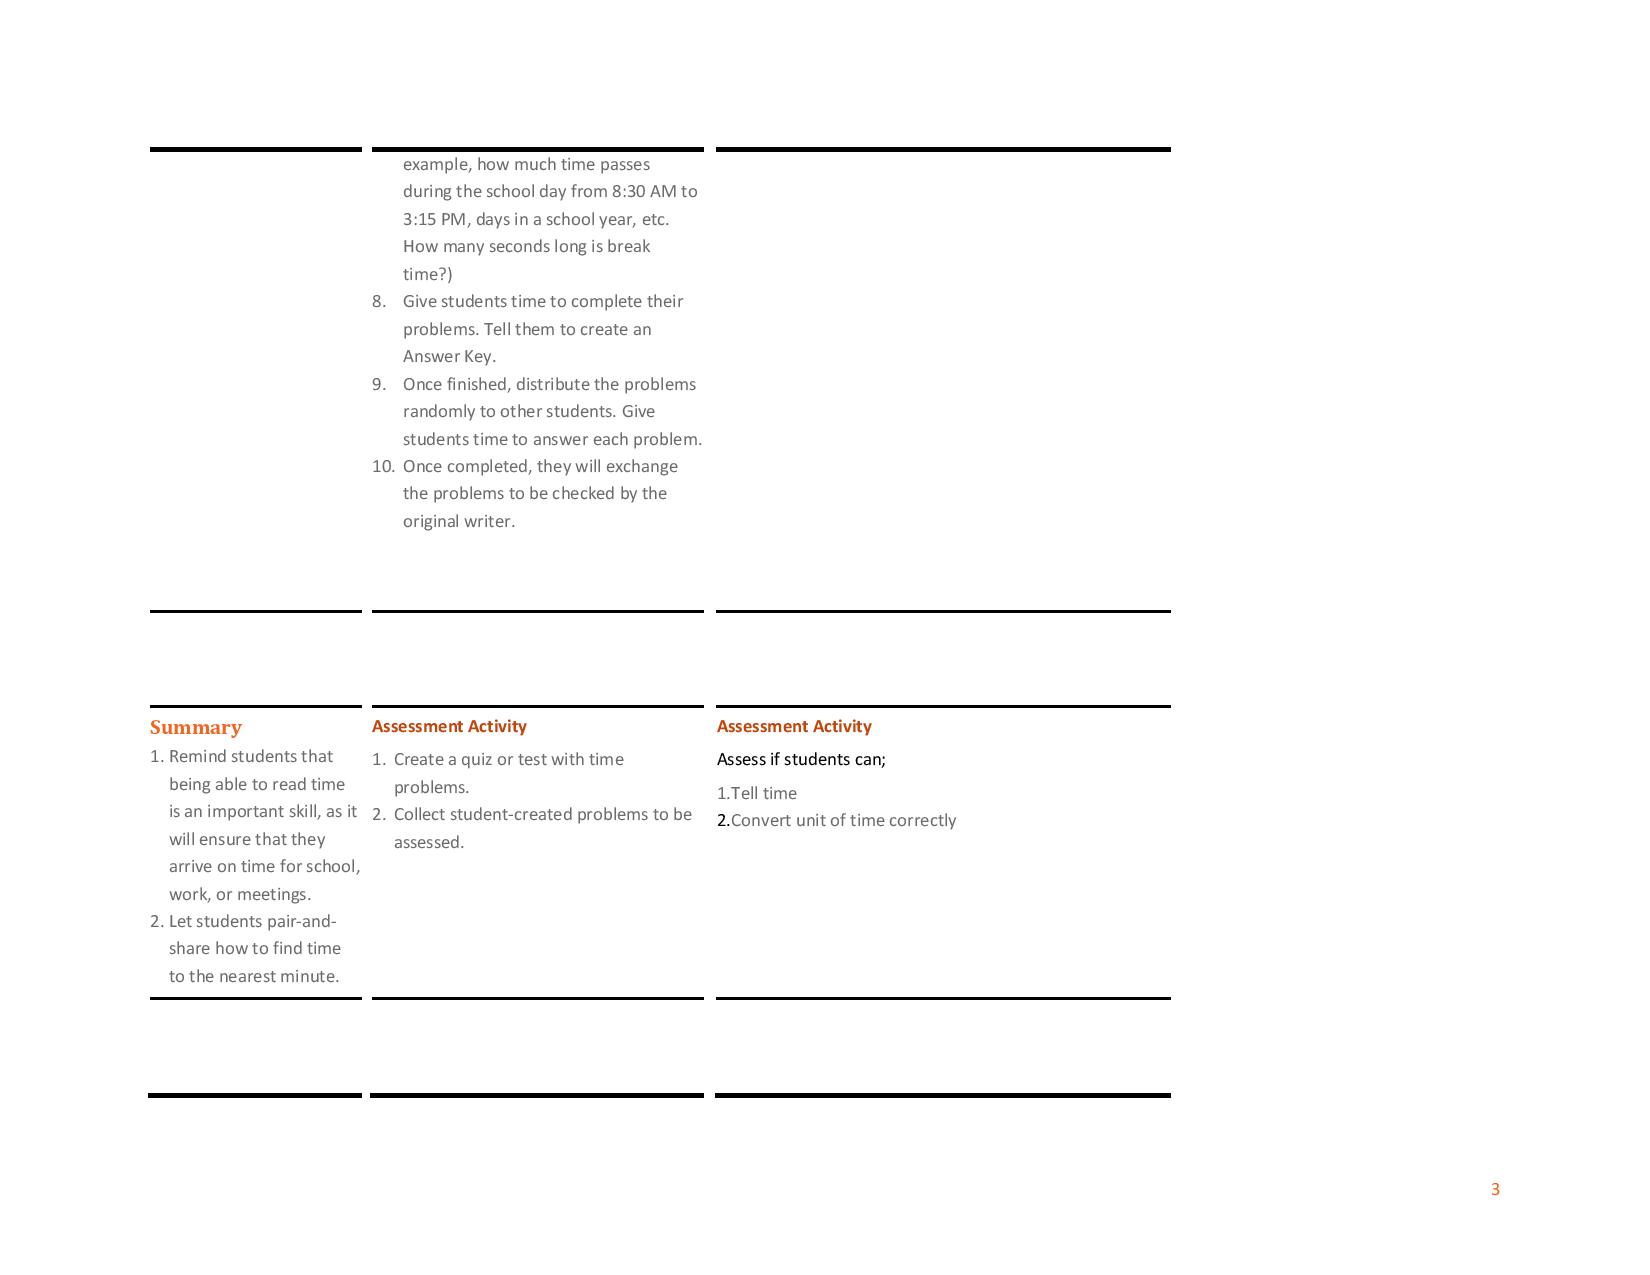 example, how much time passes
during the school day from 8:30 AM to
3:15 PM, days in a school year, etc.
How many seconds long is break
time?)
8. Give students time to complete their
problems. Tell them to create an
Answer Key.
9. Once finished, distribute the problems
randomly to other students. Give
students time to answer each problem.
10. Once completed, they will exchange
the problems to be checked by the
original writer.
Summary
1. Remind students that
being able to read time
is an important skill, as it
will ensure that they
arrive on time for school,
work, or meetings.
2. Let students pair-and-
share how to find time
to the nearest minute.
Assessment Activity
1. Create a quiz or test with time
problems.
2. Collect student-created problems to be
assessed.
Assessment Activity
Assess if students can;
1.Tell time
2.Convert unit of time correctly
3